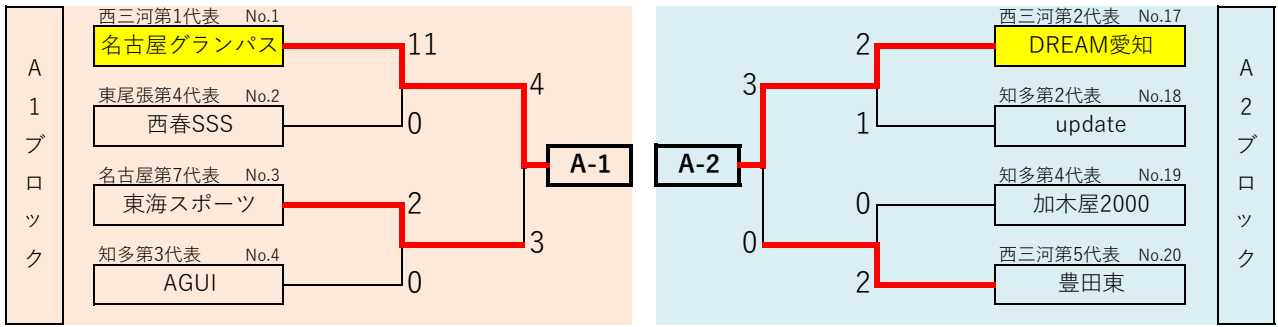 A1ブロック
西三河第1代表 No.1
名古屋グランパス
11
東尾張第4代表 No.2
西春SSS
0
4
名古屋第7代表 No.3
東海スポーツ
2
知多第3代表 No.4
AGUI
0
3
A-1
A-2
3
0
2
西三河第2代表 No.17
DREAM愛知
1
知多第2代表 No.18
update
0
知多第4代表 No.19
加木屋2000
2
西三河第5代表 No.20
豊田東
A2ブロック